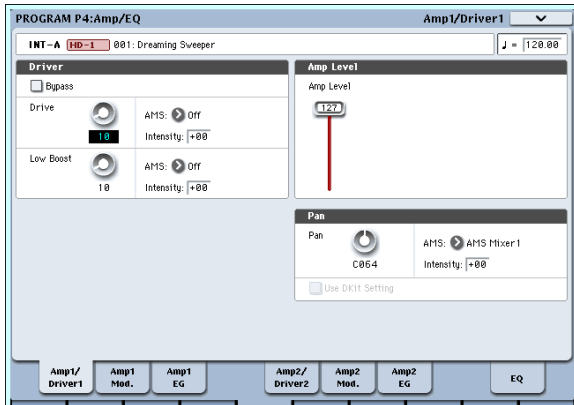 PROGRAM P4:Amp/EQ Amp1/Driver1
INT-A HD-1 001: Dreaming Sweeper ♩ = 120.00
Driver
Bypass
Drive
10
AMS: Off
Intensity: +00
Low Boost
10
AMS: Off
Intensity: +00
Amp Level
Amp Level
127
Pan
Pan
C064
AMS: AMS Mixer1
Intensity: +00
Use DKit Setting
Amp1/
Driver1
Amp1
Mod.
Amp1
EG
Amp2/
Driver2
Amp2
Mod.
Amp2
EG
EQ